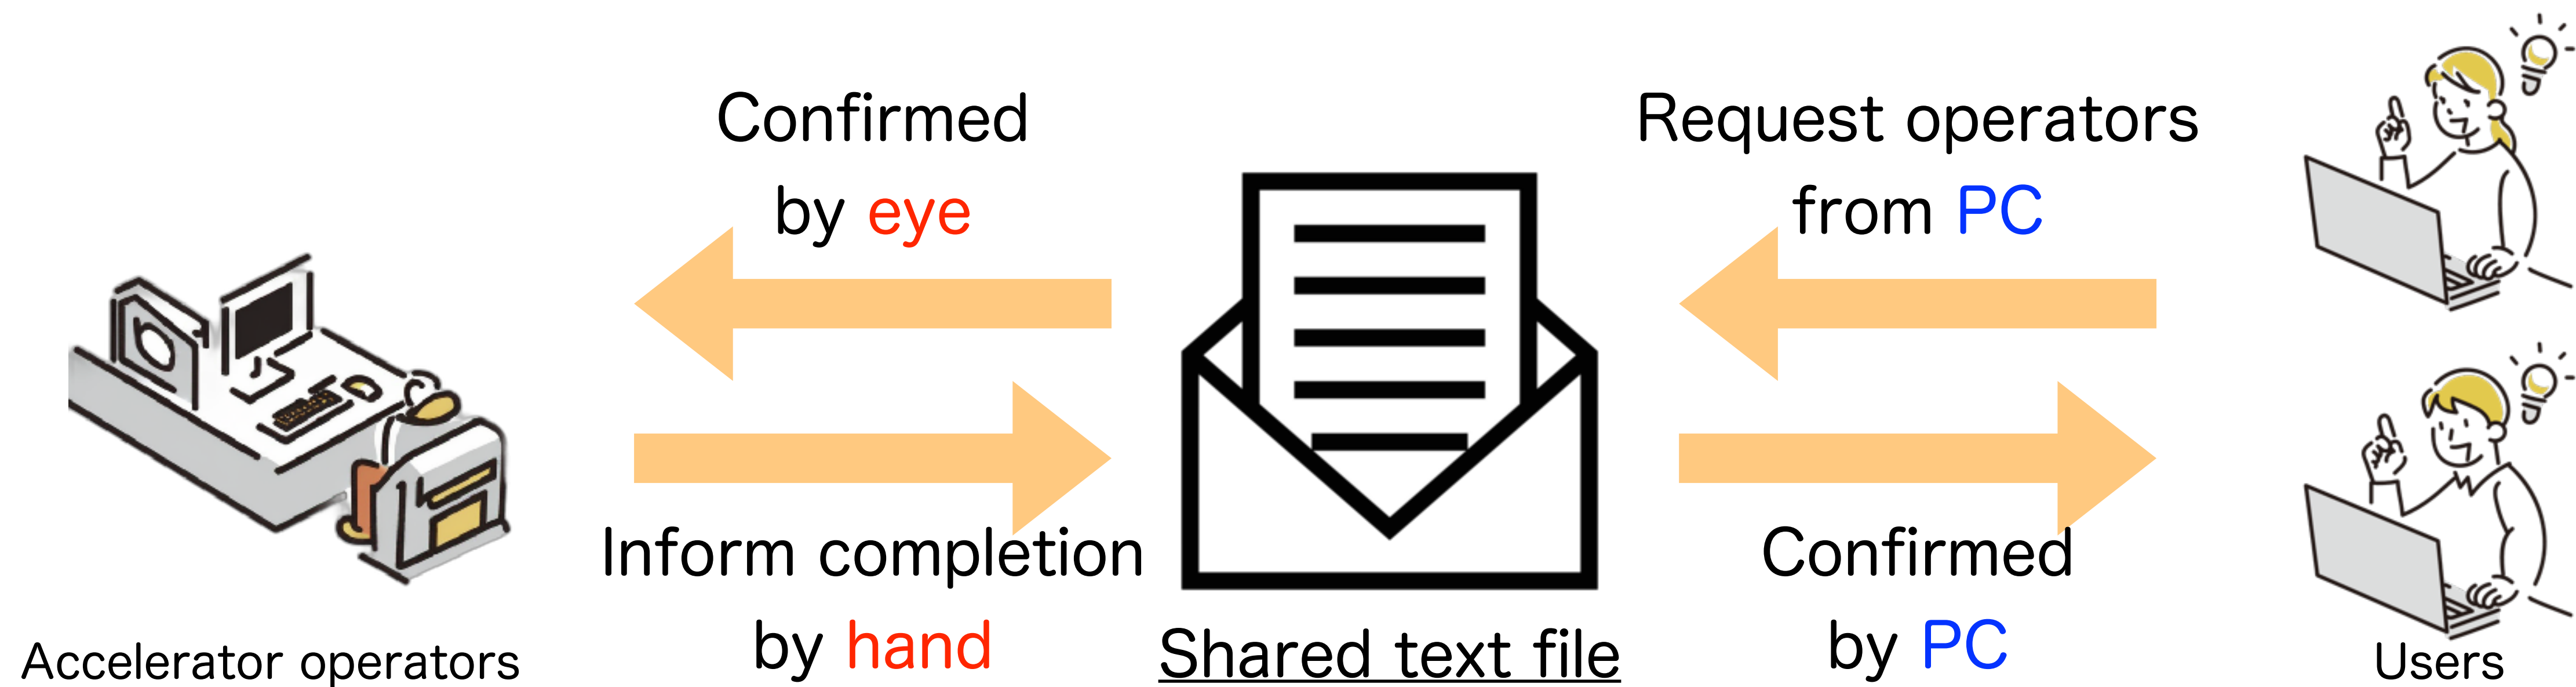 Confirmed
by eye
Request operators
from PC
Inform completion
by hand
Confirmed
by PC
Accelerator operators
Shared text file
Users